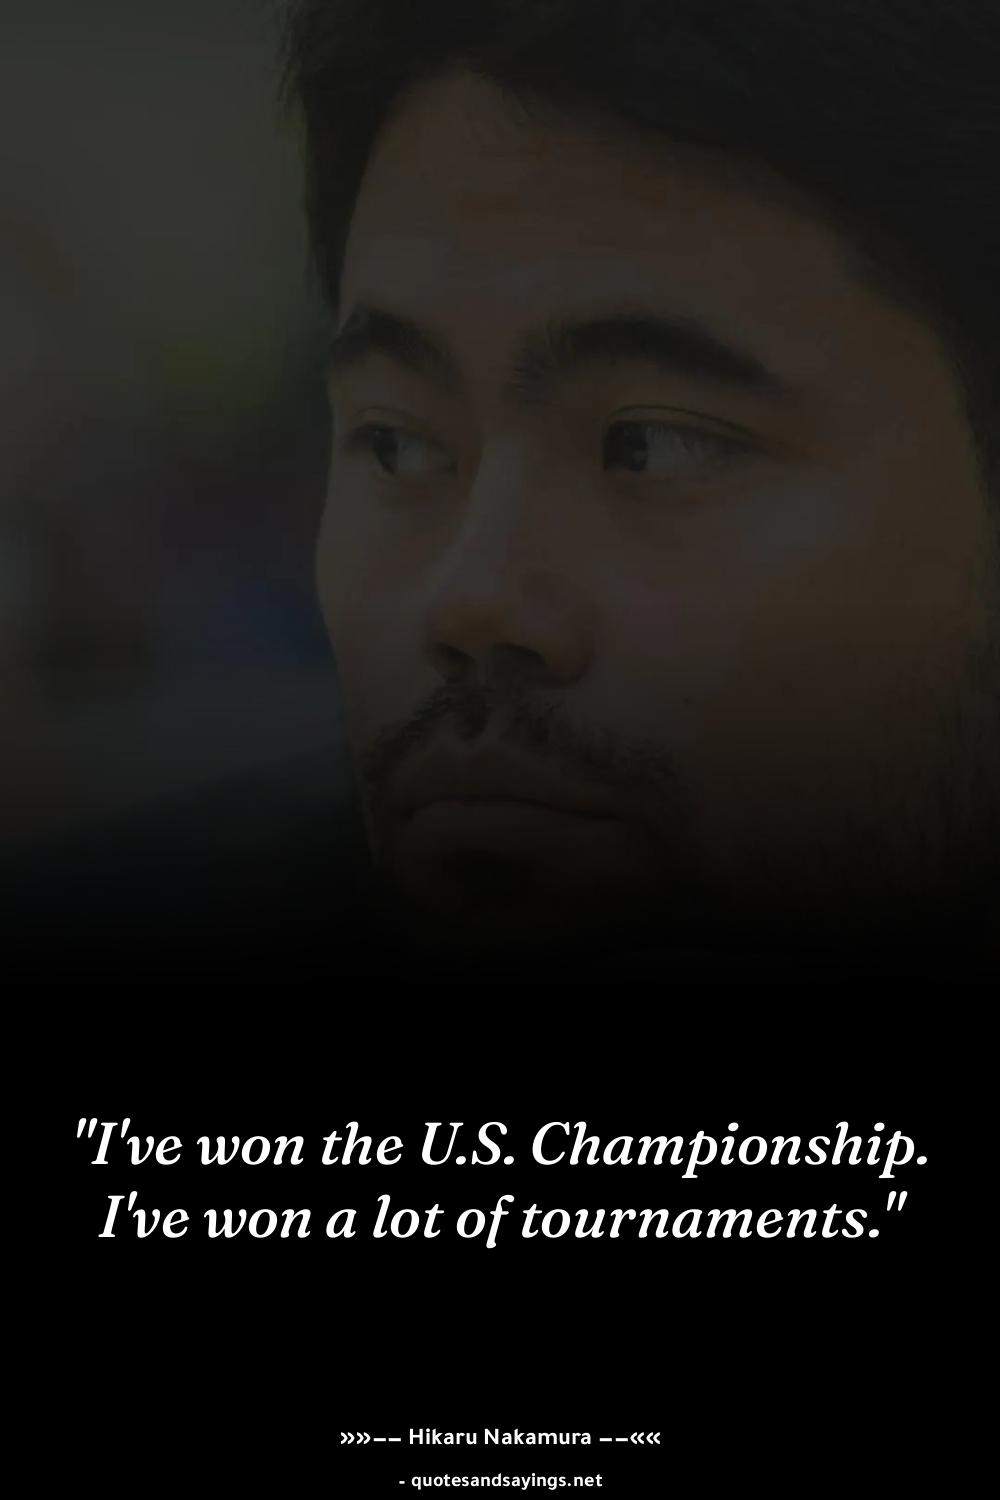 "I've won the U.S. Championship.
I've won a lot of tournaments."
»»–– Hikaru Nakamura ––««
- quotesandsayings.net